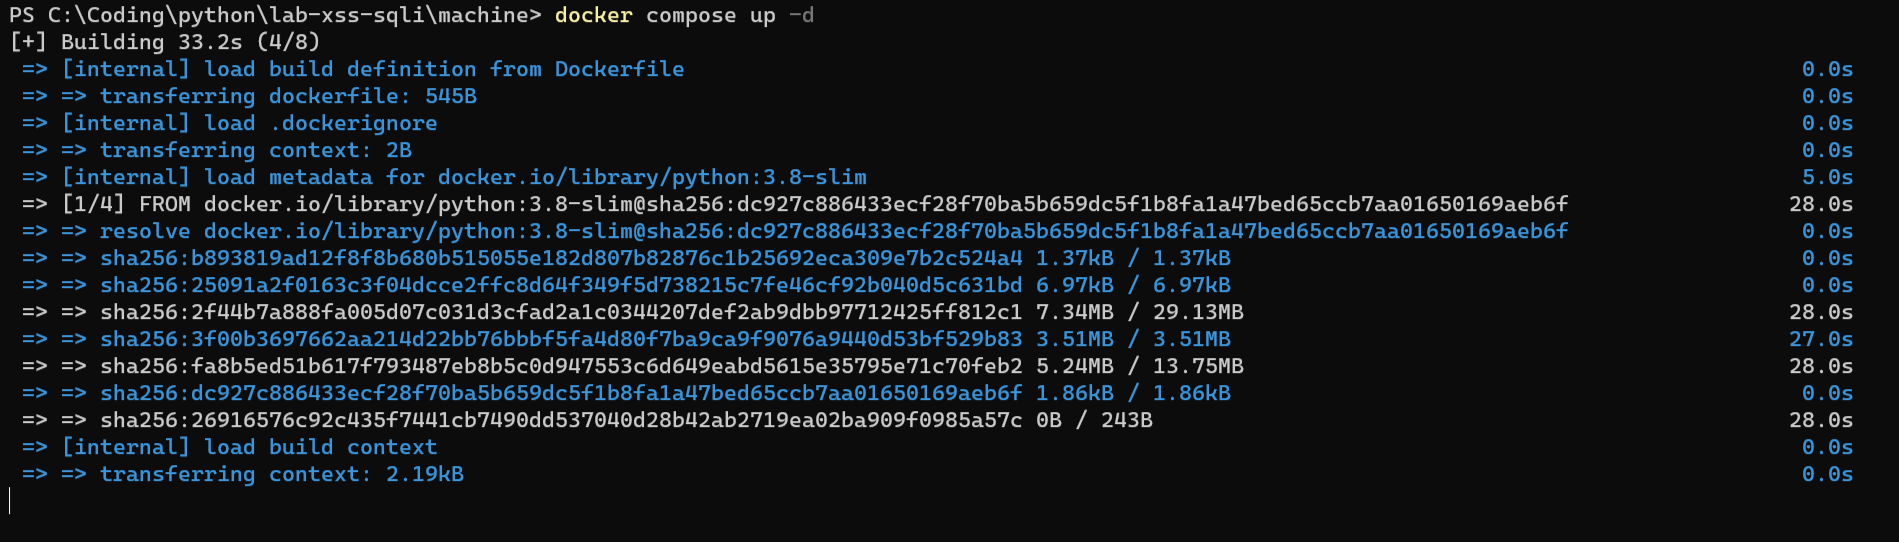 PS C:\Coding\python\lab-xss-sqli\machine> docker compose up -d
[+] Building 33.2s (4/8)
=> [internal] load build definition from Dockerfile 0.0s
=> => transferring dockerfile: 545B 0.0s
=> [internal] load .dockerignore 0.0s
=> => transferring context: 2B 0.0s
=> [internal] load metadata for docker.io/library/python:3.8-slim 5.0s
=> [1/4] FROM docker.io/library/python:3.8-slim@sha256:dc927c886433ecf28f70ba5b659dc5f1b8fa1a47bed65ccb7aa01650169aeb6f 28.0s
=> => resolve docker.io/library/python:3.8-slim@sha256:dc927c886433ecf28f70ba5b659dc5f1b8fa1a47bed65ccb7aa01650169aeb6f 0.0s
=> => sha256:b893819ad12f8f8b680b515055e182d807b82876c1b25692eca309e7b2c524a4 1.37kB / 1.37kB 0.0s
=> => sha256:25091a2f0163c3f04dcce2ffc8d64f349f5d738215c7fe46cf92b040d5c631bd 6.97kB / 6.97kB 0.0s
=> => sha256:2f44b7a888fa005d07c031d3cfad2a1c0344207def2ab9dbb97712425ff812c1 7.34MB / 29.13MB 28.0s
=> => sha256:3f00b3697662aa214d22bb76bbbf5fa4d80f7ba9ca9f9076a9440d53bf529b83 3.51MB / 3.51MB 27.0s
=> => sha256:fa8b5ed51b617f793487eb8b5c0d947553c6d649eabd5615e35795e71c70feb2 5.24MB / 13.75MB 28.0s
=> => sha256:dc927c886433ecf28f70ba5b659dc5f1b8fa1a47bed65ccb7aa01650169aeb6f 1.86kB / 1.86kB 0.0s
=> => sha256:26916576c92c435f7441cb7490dd537040d28b42ab2719ea02ba909f0985a57c 0B / 243B 28.0s
=> [internal] load build context 0.0s
=> => transferring context: 2.19kB 0.0s